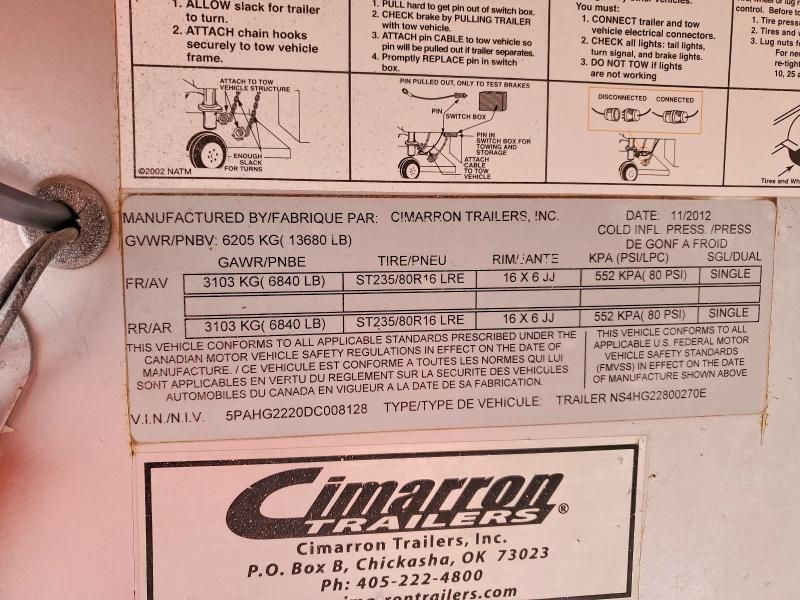 1. ALLOW slack for trailer
to turn.
2. ATTACH chain hooks
securely to tow vehicle
frame.
ATTACH TO TOW
VEHICLE STRUCTURE
ENOUGH
SLACK
FOR TURNS
©2002 NATM
1. PULL hard to get pin out of switch box.
2. CHECK brake by PULLING TRAILER
with tow vehicle.
3. ATTACH pin CABLE to tow vehicle so
pin will be pulled out if trailer separates.
4. Promptly REPLACE pin in switch
box.
PIN PULLED OUT, ONLY TO TEST BRAKES
PIN
SWITCH BOX
PIN IN
SWITCH BOX FOR
TOWING AND
STORAGE
ATTACH
CABLE
TO TOW
VEHICLE
You must:
1. CONNECT trailer and tow
vehicle electrical connectors.
2. CHECK all lights: tail lights,
turn signal, and brake lights.
3. DO NOT TOW if lights
are not working
DISCONNECTED CONNECTED
control. Before to
1. Tire press
2. Tires and
3. Lug nuts f
For new
re-tight
10, 25
Tires and Wh
MANUFACTURED BY/FABRIQUE PAR: CIMARRON TRAILERS, INC. DATE: 11/2012
GVWR/PNBV: 6205 KG( 13680 LB) COLD INFL. PRESS. /PRESS.
DE GONF A FROID
GAWR/PNBE TIRE/PNEU RIM/JANTE KPA (PSI/LPC) SGL/DUAL
FR/AV 3103 KG( 6840 LB) ST235/80R16 LRE 16 X 6 JJ 552 KPA( 80 PSI) SINGLE
RR/AR 3103 KG( 6840 LB) ST235/80R16 LRE 16 X 6 JJ 552 KPA( 80 PSI) SINGLE
THIS VEHICLE CONFORMS TO ALL APPLICABLE STANDARDS PRESCRIBED UNDER THE
CANADIAN MOTOR VEHICLE SAFETY REGULATIONS IN EFFECT ON THE DATE OF
MANUFACTURE. / CE VEHICULE EST CONFORME A TOUTES LES NORMES QUI LUI
SONT APPLICABLES EN VERTU DU REGLEMENT SUR LA SECURITE DES VEHICULES
AUTOMOBILES DU CANADA EN VIGUEUR A LA DATE DE SA FABRICATION.
THIS VEHICLE CONFORMS TO ALL
APPLICABLE U.S. FEDERAL MOTOR
VEHICLE SAFETY STANDARDS
(FMVSS) IN EFFECT ON THE DATE
OF MANUFACTURE SHOWN ABOVE
V.I.N./N.I.V. 5PAHG2220DC008128 TYPE/TYPE DE VEHICULE: TRAILER NS4HG22800270E
Cimarron®
TRAILERS
Cimarron Trailers, Inc.
P.O. Box B, Chickasha, OK 73023
Ph: 405-222-4800